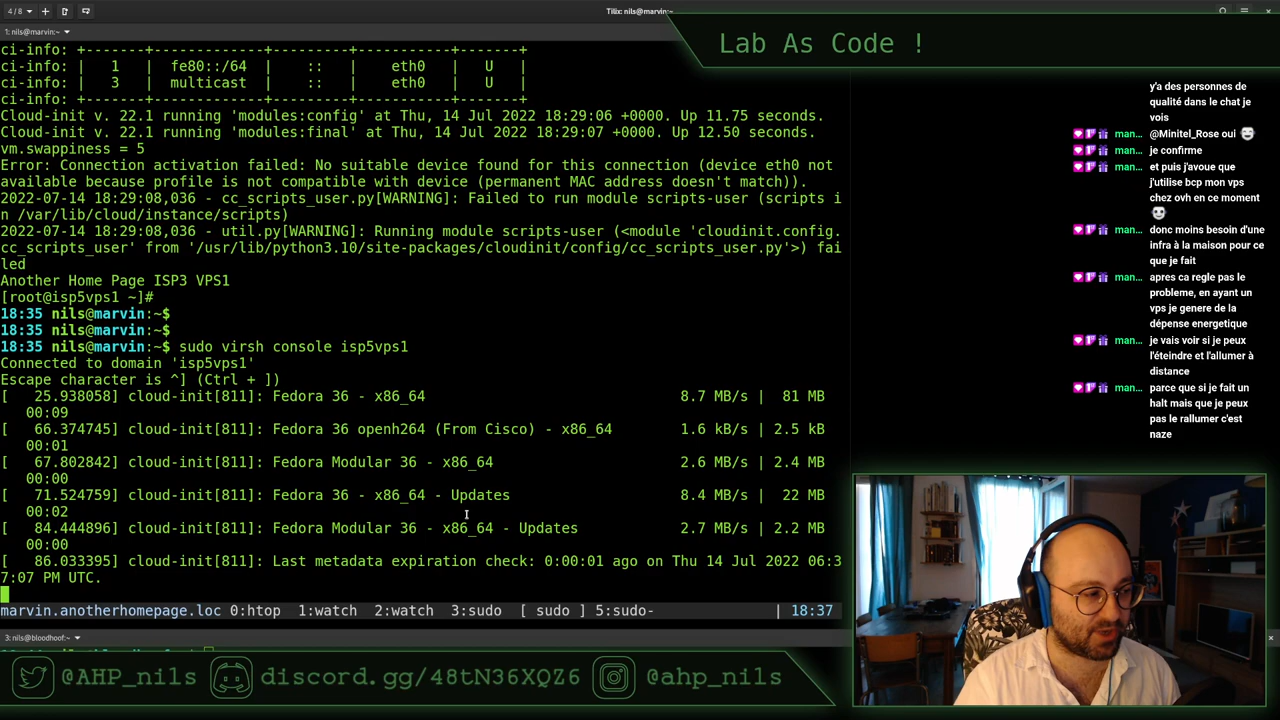 4 / 8
Tilix: nils@marvin:~
1: nils@marvin:~
Lab As Code !
ci-info: +-------+-------------+---------+-----------+-------+
ci-info: |   1   |  fe80::/64  |    ::   |    eth0   |   U   |
ci-info: |   3   |  multicast  |    ::   |    eth0   |   U   |
ci-info: +-------+-------------+---------+-----------+-------+
Cloud-init v. 22.1 running 'modules:config' at Thu, 14 Jul 2022 18:29:06 +0000. Up 11.75 seconds.
Cloud-init v. 22.1 running 'modules:final' at Thu, 14 Jul 2022 18:29:07 +0000. Up 12.50 seconds.
vm.swappiness = 5
Error: Connection activation failed: No suitable device found for this connection (device eth0 not
available because profile is not compatible with device (permanent MAC address doesn't match)).
2022-07-14 18:29:08,036 - cc_scripts_user.py[WARNING]: Failed to run module scripts-user (scripts i
n /var/lib/cloud/instance/scripts)
2022-07-14 18:29:08,036 - util.py[WARNING]: Running module scripts-user (<module 'cloudinit.config.
cc_scripts_user' from '/usr/lib/python3.10/site-packages/cloudinit/config/cc_scripts_user.py'>) fai
led
Another Home Page ISP3 VPS1
[root@isp5vps1 ~]#
18:35 nils@marvin:~$
18:35 nils@marvin:~$
18:35 nils@marvin:~$ sudo virsh console isp5vps1
Connected to domain 'isp5vps1'
Escape character is ^] (Ctrl + ])
[   25.938058] cloud-init[811]: Fedora 36 - x86_64                              8.7 MB/s |  81 MB
00:09
[   66.374745] cloud-init[811]: Fedora 36 openh264 (From Cisco) - x86_64        1.6 kB/s | 2.5 kB
00:01
[   67.802842] cloud-init[811]: Fedora Modular 36 - x86_64                      2.6 MB/s | 2.4 MB
00:00
[   71.524759] cloud-init[811]: Fedora 36 - x86_64 - Updates                    8.4 MB/s |  22 MB
00:02
[   84.444896] cloud-init[811]: Fedora Modular 36 - x86_64 - Updates            2.7 MB/s | 2.2 MB
00:00
[   86.033395] cloud-init[811]: Last metadata expiration check: 0:00:01 ago on Thu 14 Jul 2022 06:3
7:07 PM UTC.
marvin.anotherhomepage.loc 0:htop  1:watch  2:watch  3:sudo  [ sudo ] 5:sudo-              | 18:37
3: nils@bloodhoof:~
y'a des personnes de
qualité dans le chat je
vois
man... @Minitel_Rose oui
man... je confirme
man... et puis j'avoue que
j'utilise bcp mon vps
chez ovh en ce moment
man... donc moins besoin d'une
infra à la maison pour ce
que je fait
man... apres ca regle pas le
probleme, en ayant un
vps je genere de la
dépense energetique
man... je vais voir si je peux
l'éteindre et l'allumer à
distance
man... parce que si je fait un
halt mais que je peux
pas le rallumer c'est
naze
@AHP_nils
discord.gg/48tN36XQZ6
@ahp_nils